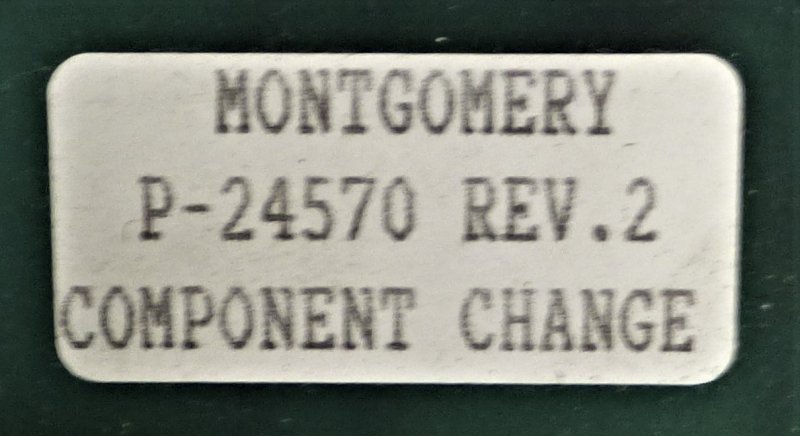 MONTGOMERY
P-24570 REV.2
COMPONENT CHANGE